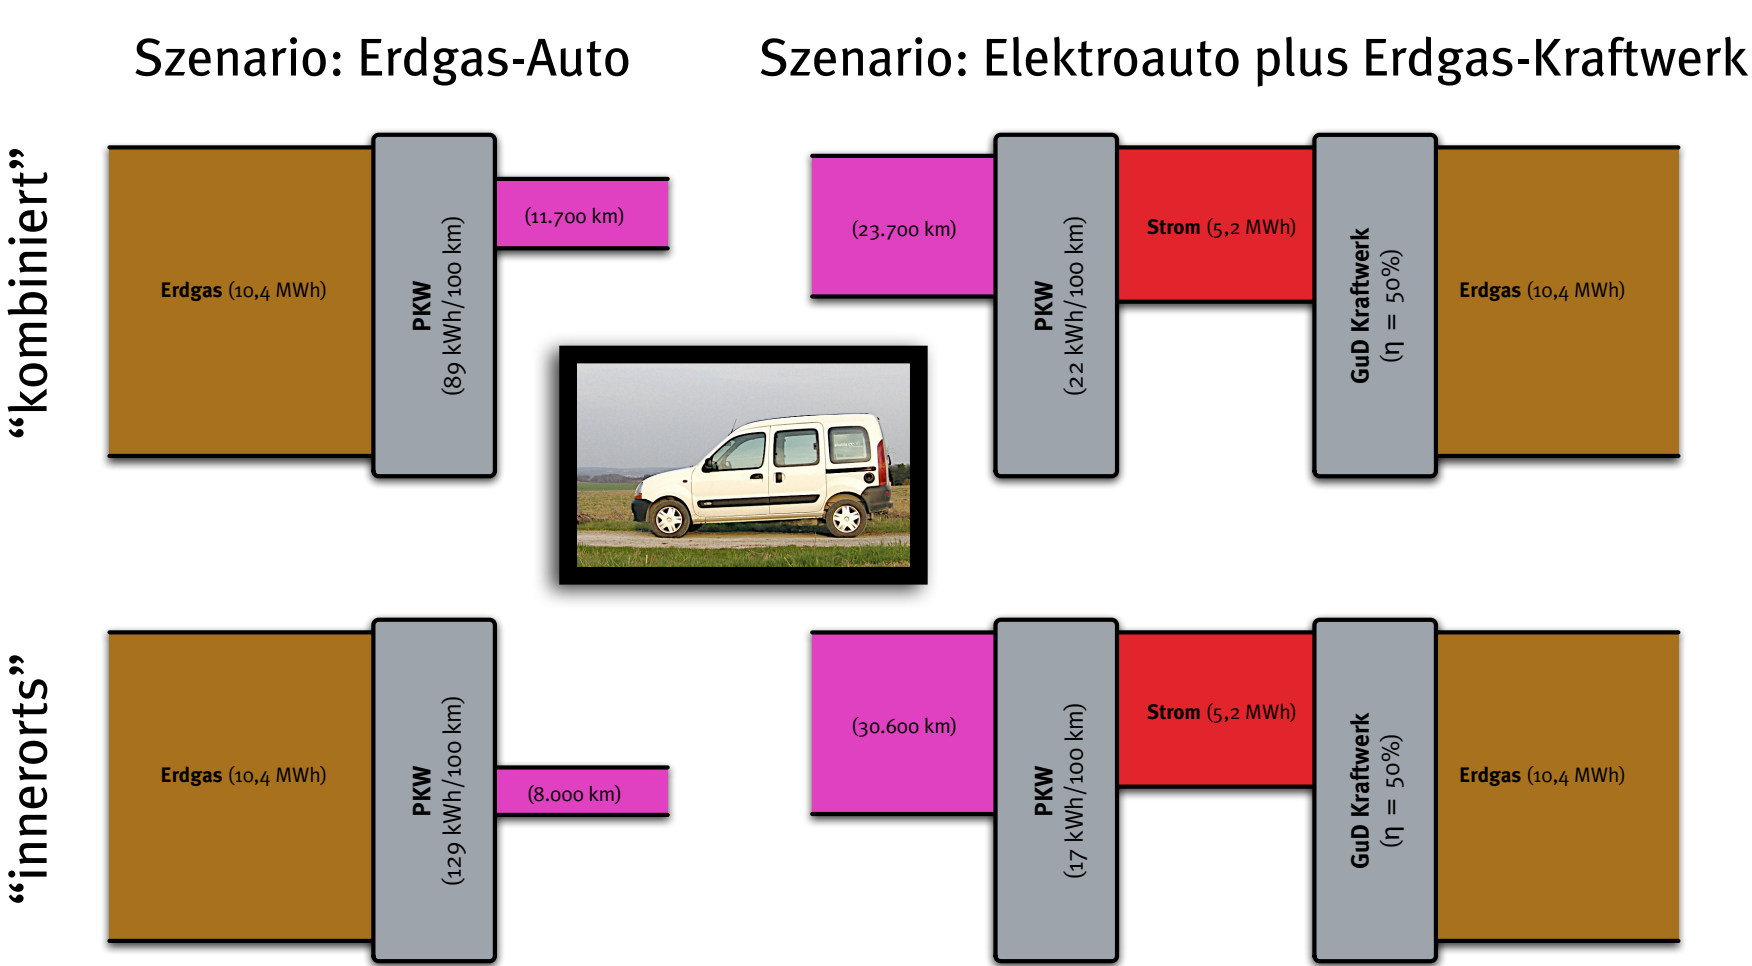 Szenario: Erdgas-Auto
Szenario: Elektroauto plus Erdgas-Kraftwerk
“kombiniert”
Erdgas (10,4 MWh)
PKW
(89 kWh/100 km)
(11.700 km)
(23.700 km)
PKW
(22 kWh/100 km)
Strom (5,2 MWh)
GuD Kraftwerk
(η = 50%)
Erdgas (10,4 MWh)
“innerorts”
Erdgas (10,4 MWh)
PKW
(129 kWh/100 km)
(8.000 km)
(30.600 km)
PKW
(17 kWh/100 km)
Strom (5,2 MWh)
GuD Kraftwerk
(η = 50%)
Erdgas (10,4 MWh)